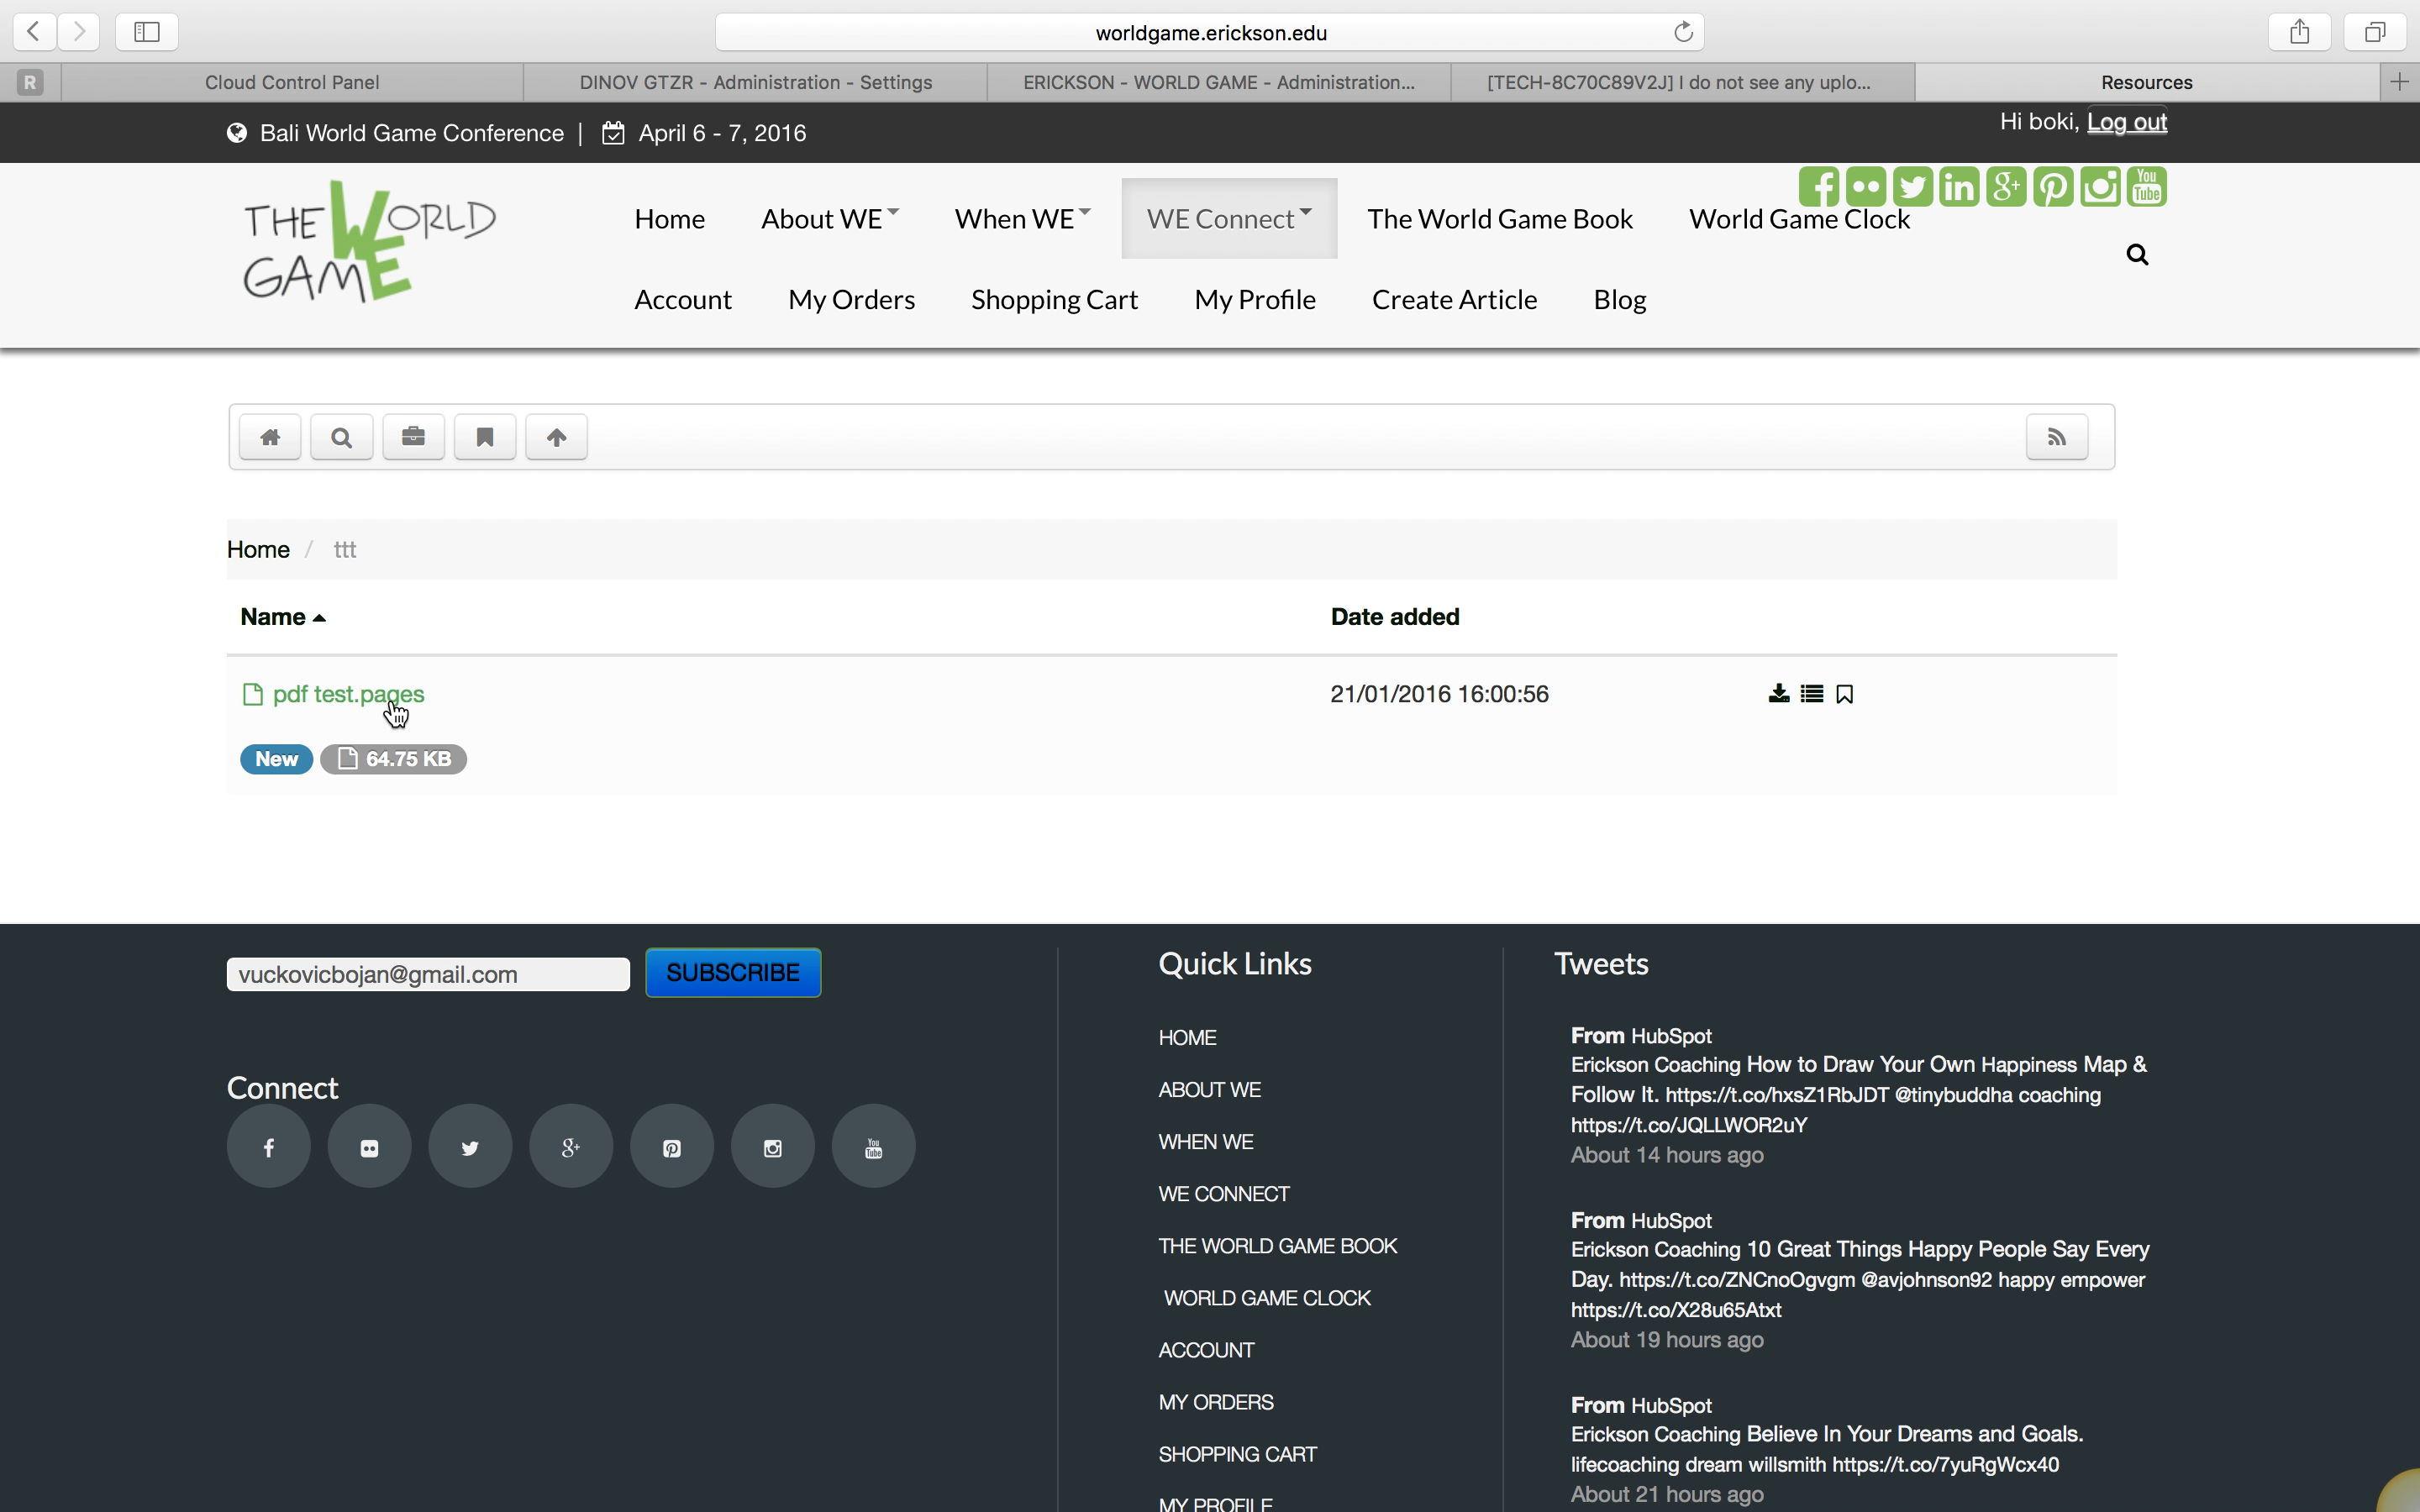 worldgame.erickson.edu
R
Cloud Control Panel
DINOV GTZR - Administration - Settings
ERICKSON - WORLD GAME - Administration...
[TECH-8C70C89V2J] I do not see any uplo...
Resources
Bali World Game Conference | April 6 - 7, 2016
Hi boki, Log out
THE WORLD
GAME
WE
Home
About WE
When WE
WE Connect
The World Game Book
World Game Clock
You
Tube
Account
My Orders
Shopping Cart
My Profile
Create Article
Blog
Home / ttt
Name
Date added
pdf test.pages
21/01/2016 16:00:56
New
64.75 KB
vuckovicbojan@gmail.com
SUBSCRIBE
Connect
You
Tube
Quick Links
HOME
ABOUT WE
WHEN WE
WE CONNECT
THE WORLD GAME BOOK
WORLD GAME CLOCK
ACCOUNT
MY ORDERS
SHOPPING CART
MY PROFILE
Tweets
From HubSpot
Erickson Coaching How to Draw Your Own Happiness Map &
Follow It. https://t.co/hxsZ1RbJDT @tinybuddha coaching
https://t.co/JQLLWOR2uY
About 14 hours ago
From HubSpot
Erickson Coaching 10 Great Things Happy People Say Every
Day. https://t.co/ZNCnoOgvgm @avjohnson92 happy empower
https://t.co/X28u65Atxt
About 19 hours ago
From HubSpot
Erickson Coaching Believe In Your Dreams and Goals.
lifecoaching dream willsmith https://t.co/7yuRgWcx40
About 21 hours ago